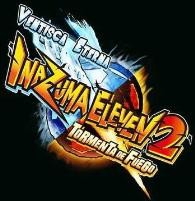 VENTISCA ETERNA
INAZUMA ELEVEN 2
TORMENTA DE FUEGO